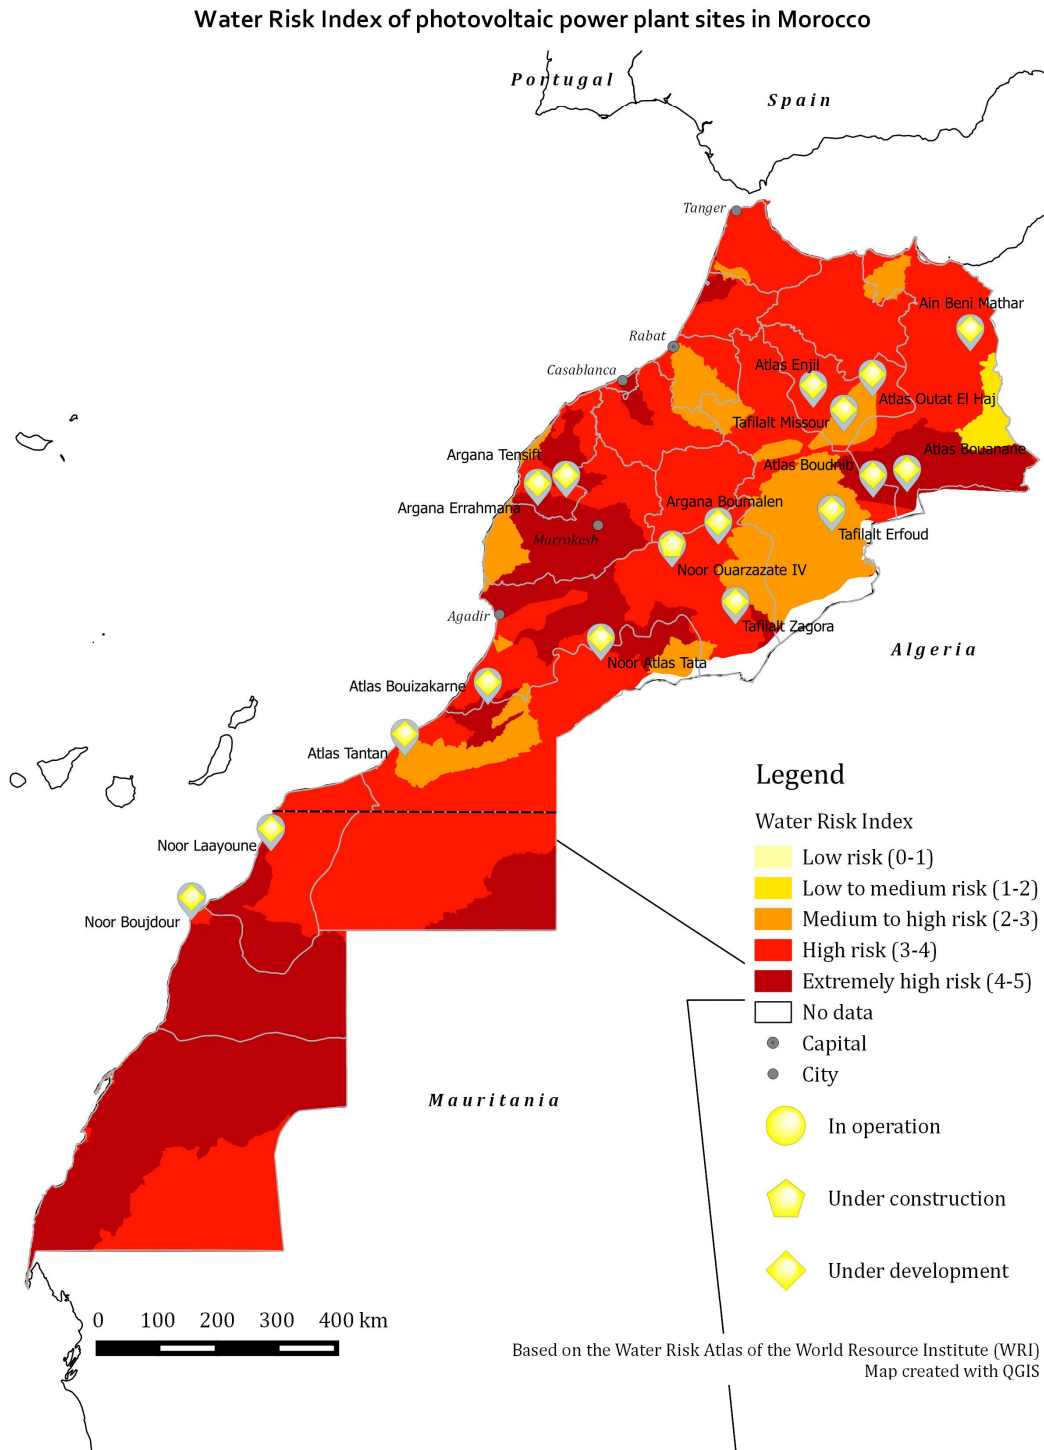 Water Risk Index of photovoltaic power plant sites in Morocco
Portugal
Spain
Tanger
Ain Beni Mathar
Rabat
Casablanca
Atlas Enjil
Atlas Outat El Haj
Tafilalt Missour
Atlas Bouanane
Argana Tensift
Atlas Boudnib
Argana Boumalen
Argana Errahmana
Tafilalt Erfoud
Marrakesh
Noor Ouarzazate IV
Agadir
Tafilalt Zagora
Algeria
Noor Atlas Tata
Atlas Bouizakarne
Atlas Tantan
Noor Laayoune
Noor Boujdour
Mauritania
Legend
Water Risk Index
Low risk (0-1)
Low to medium risk (1-2)
Medium to high risk (2-3)
High risk (3-4)
Extremely high risk (4-5)
No data
Capital
City
In operation
Under construction
Under development
0 100 200 300 400 km
Based on the Water Risk Atlas of the World Resource Institute (WRI)
Map created with QGIS